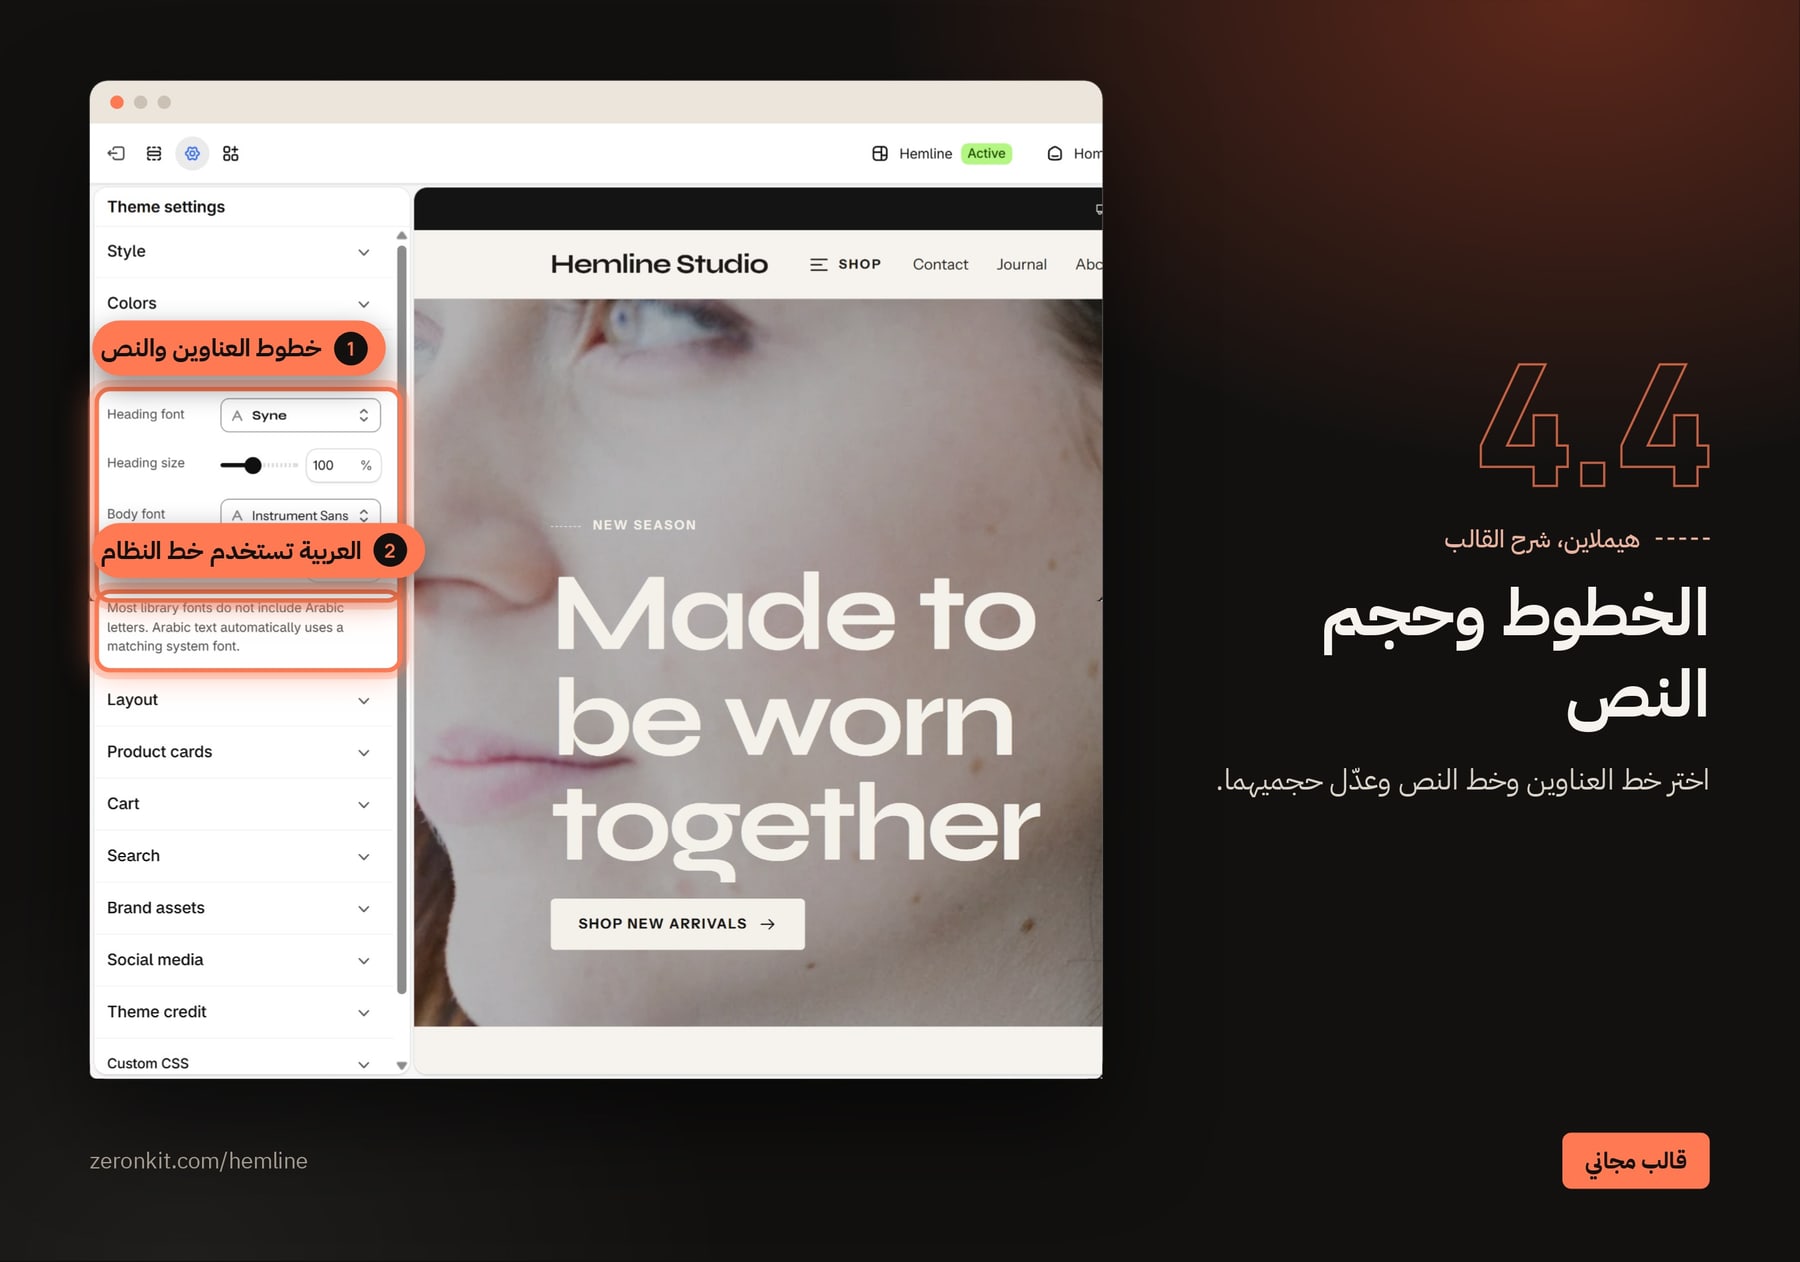 Hemline Active
Hom
Theme settings
Style
Colors
خطوط العناوين والنص 1
Heading font
Syne
Heading size
100 %
Body font
Instrument Sans
العربية تستخدم خط النظام 2
Most library fonts do not include Arabic
letters. Arabic text automatically uses a
matching system font.
Layout
Product cards
Cart
Search
Brand assets
Social media
Theme credit
Custom CSS
Hemline Studio
SHOP
Contact
Journal
Abo
NEW SEASON
Made to
be worn
together
SHOP NEW ARRIVALS
4.4
هيملاين، شرح القالب
الخطوط وحجم
النص
اختر خط العناوين وخط النص وعدّل حجميهما.
zeronkit.com/hemline
قالب مجاني